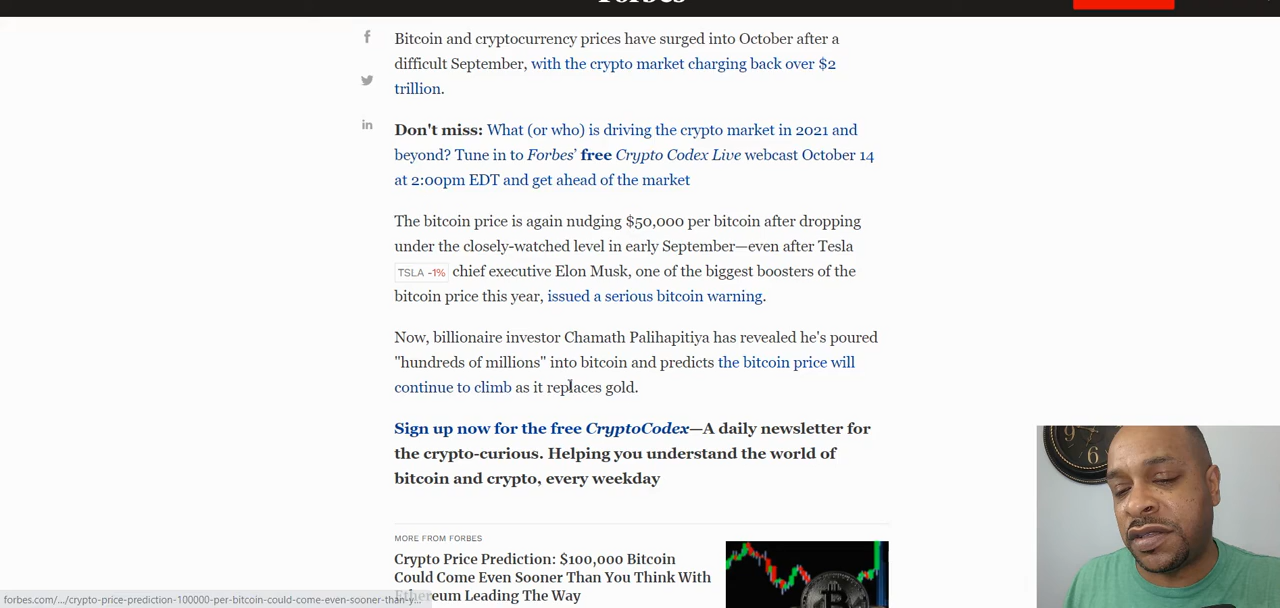 Forbes
Bitcoin and cryptocurrency prices have surged into October after a
difficult September, with the crypto market charging back over $2
trillion.
Don't miss: What (or who) is driving the crypto market in 2021 and
beyond? Tune in to Forbes' free Crypto Codex Live webcast October 14
at 2:00pm EDT and get ahead of the market
The bitcoin price is again nudging $50,000 per bitcoin after dropping
under the closely-watched level in early September—even after Tesla
TSLA -1% chief executive Elon Musk, one of the biggest boosters of the
bitcoin price this year, issued a serious bitcoin warning.
Now, billionaire investor Chamath Palihapitiya has revealed he's poured
"hundreds of millions" into bitcoin and predicts the bitcoin price will
continue to climb as it replaces gold.
Sign up now for the free CryptoCodex—A daily newsletter for
the crypto-curious. Helping you understand the world of
bitcoin and crypto, every weekday
MORE FROM FORBES
Crypto Price Prediction: $100,000 Bitcoin
Could Come Even Sooner Than You Think With
Ethereum Leading The Way
forbes.com/.../crypto-price-prediction-100000-per-bitcoin-could-come-even-sooner-than-y...
9
6